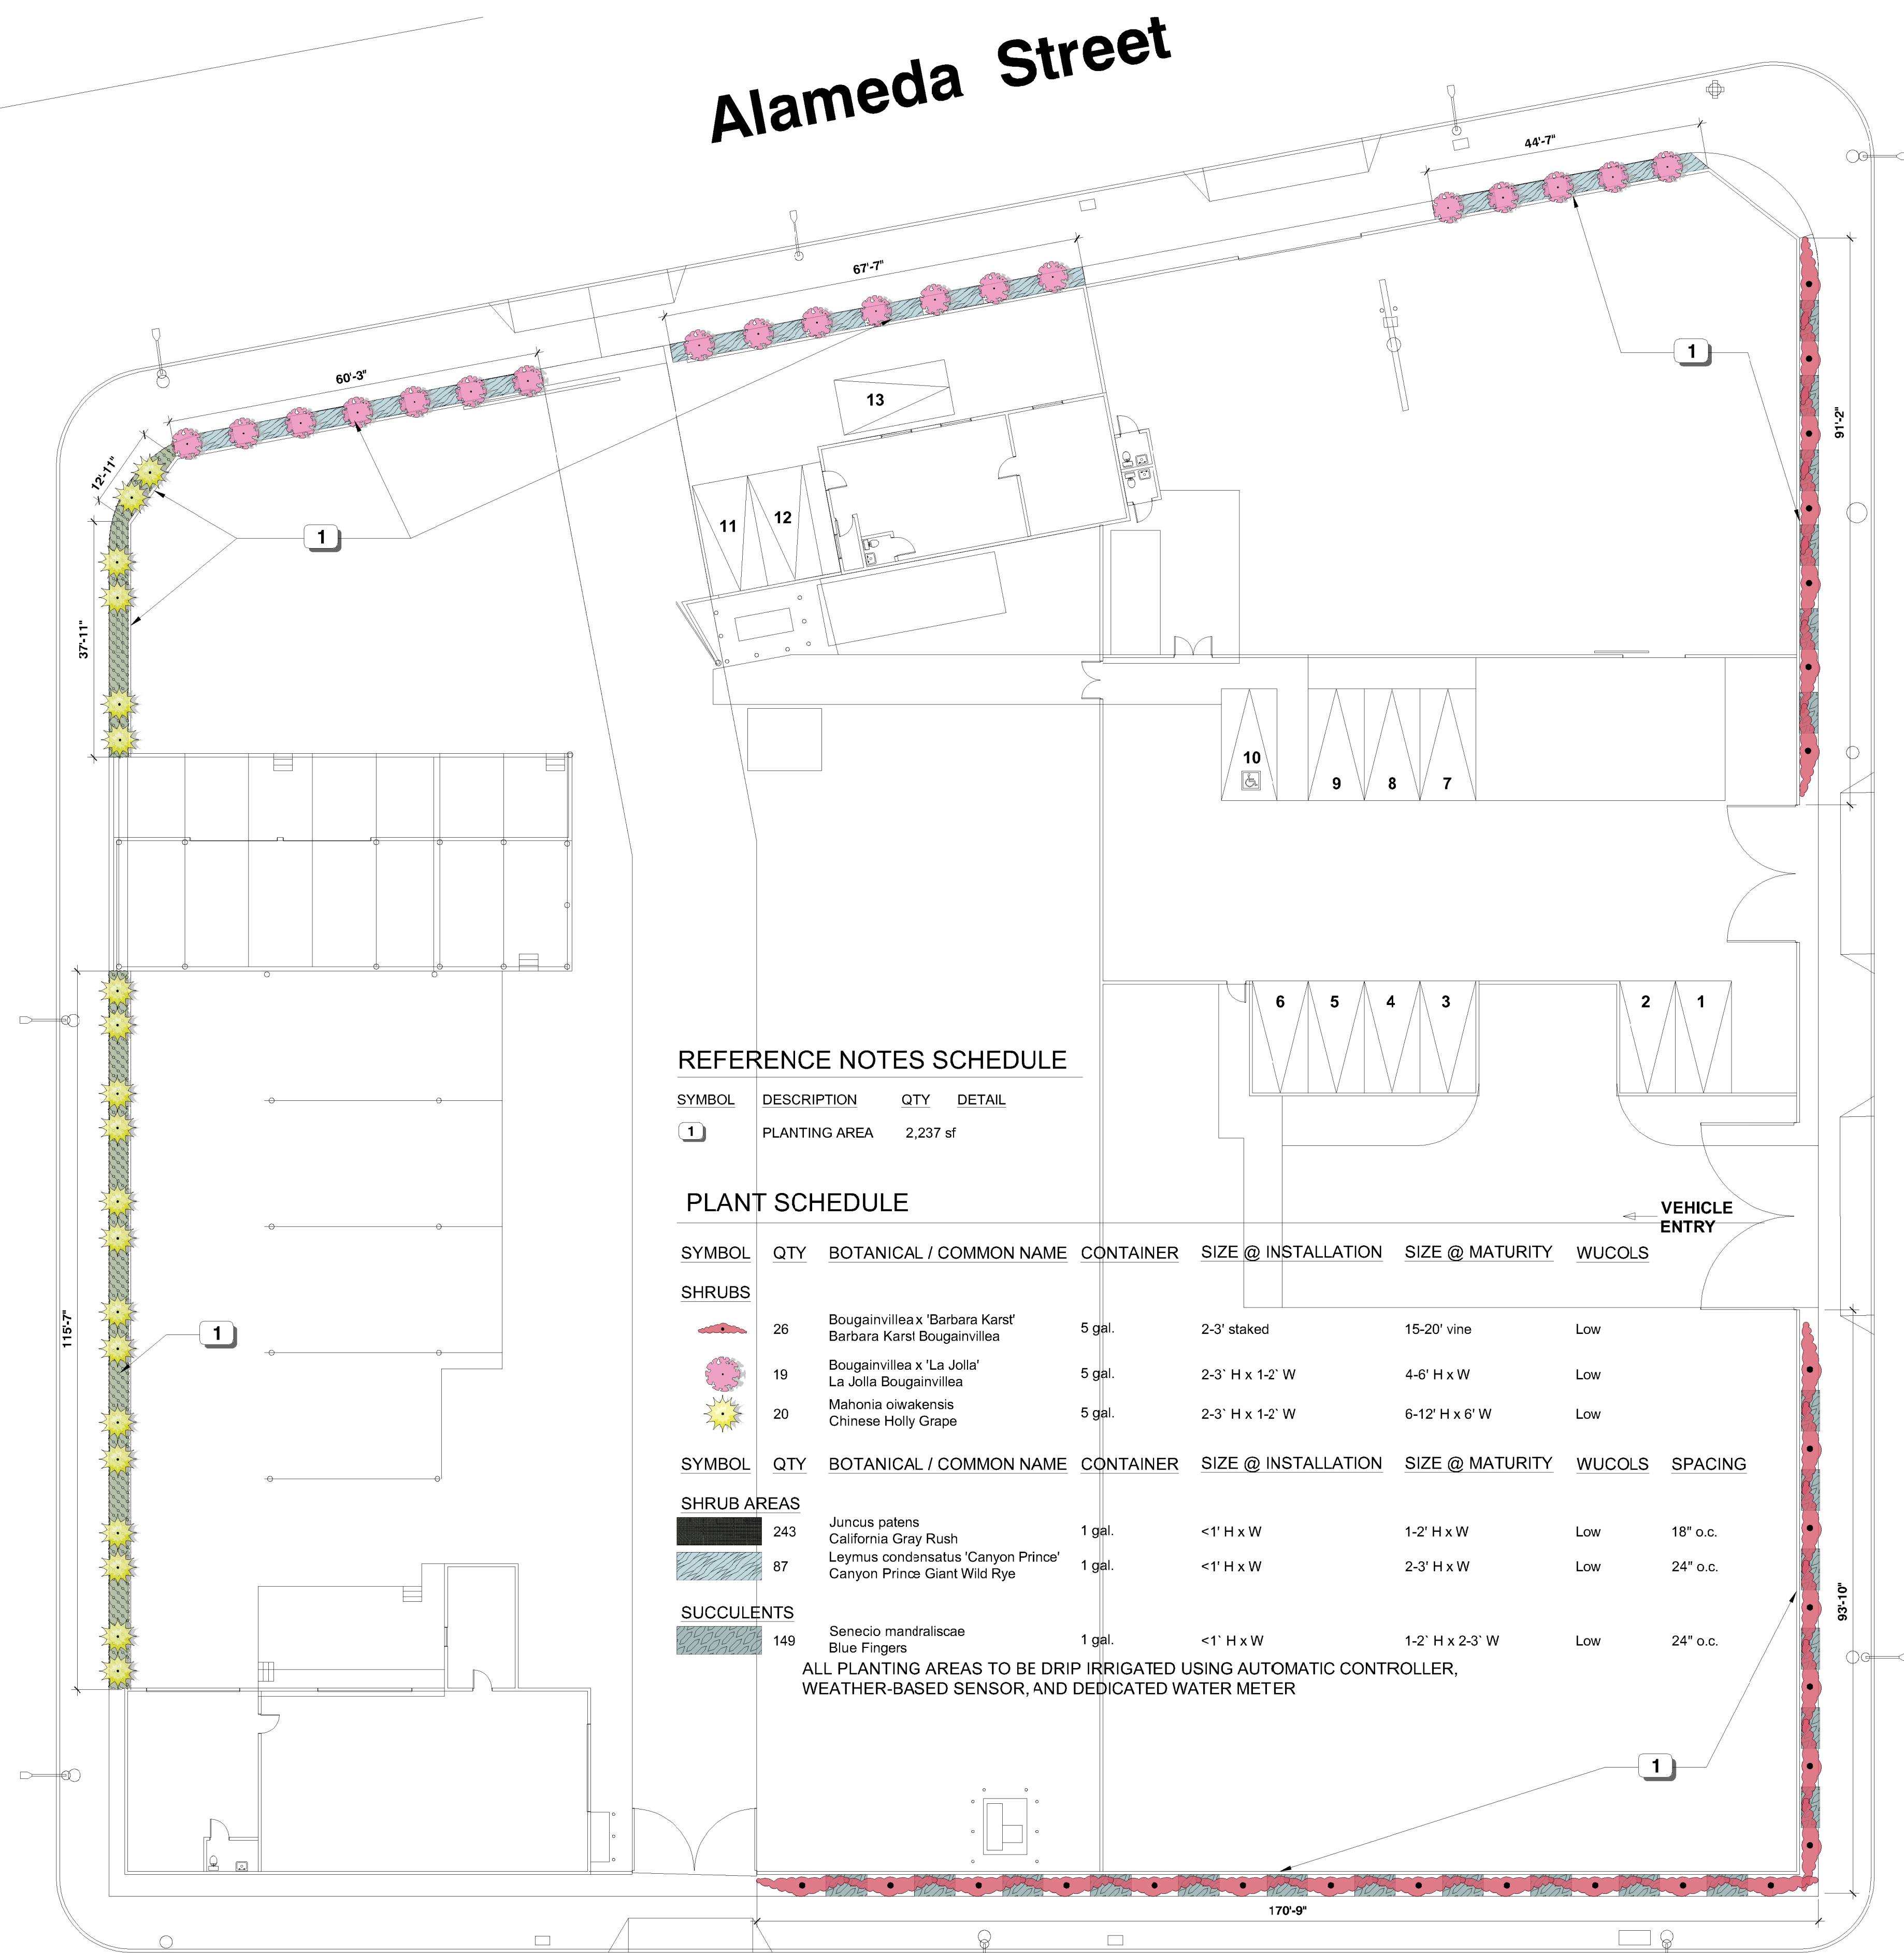 Alameda Street
44'-7"
67'-7"
60'-3"
12'-11"
37'-11"
91'-2"
1
1
13
11
12
10
9
8
7
6
5
4
3
2
1
115'-7"
1
REFERENCE NOTES SCHEDULE
SYMBOL DESCRIPTION QTY DETAIL
1 PLANTING AREA 2,237 sf
PLANT SCHEDULE
VEHICLE
ENTRY
SYMBOL QTY BOTANICAL / COMMON NAME CONTAINER SIZE @ INSTALLATION SIZE @ MATURITY WUCOLS
SHRUBS
26 Bougainvillea x 'Barbara Karst' 5 gal. 2-3' staked 15-20' vine Low
Barbara Karst Bougainvillea
19 Bougainvillea x 'La Jolla' 5 gal. 2-3` H x 1-2` W 4-6' H x W Low
La Jolla Bougainvillea
20 Mahonia oiwakensis 5 gal. 2-3` H x 1-2` W 6-12' H x 6' W Low
Chinese Holly Grape
SYMBOL QTY BOTANICAL / COMMON NAME CONTAINER SIZE @ INSTALLATION SIZE @ MATURITY WUCOLS SPACING
SHRUB AREAS
243 Juncus patens 1 gal. <1' H x W 1-2' H x W Low 18" o.c.
California Gray Rush
87 Leymus condensatus 'Canyon Prince' 1 gal. <1' H x W 2-3' H x W Low 24" o.c.
Canyon Prince Giant Wild Rye
SUCCULENTS
149 Senecio mandraliscae 1 gal. <1` H x W 1-2` H x 2-3` W Low 24" o.c.
Blue Fingers
ALL PLANTING AREAS TO BE DRIP IRRIGATED USING AUTOMATIC CONTROLLER,
WEATHER-BASED SENSOR, AND DEDICATED WATER METER
93'-10"
1
170'-9"